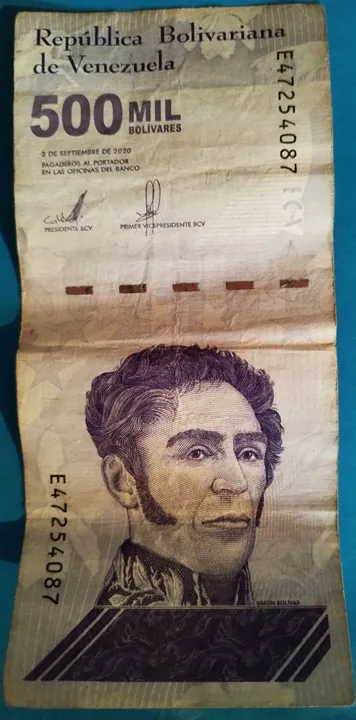 República Bolivariana
de Venezuela
500 MIL
BOLÍVARES
3 DE SEPTIEMBRE DE 2020
PAGADEROS AL PORTADOR
EN LAS OFICINAS DEL BANCO
PRESIDENTE BCV
PRIMER VICEPRESIDENTE BCV
E47254087
BCV
E47254087
SIMÓN BOLÍVAR